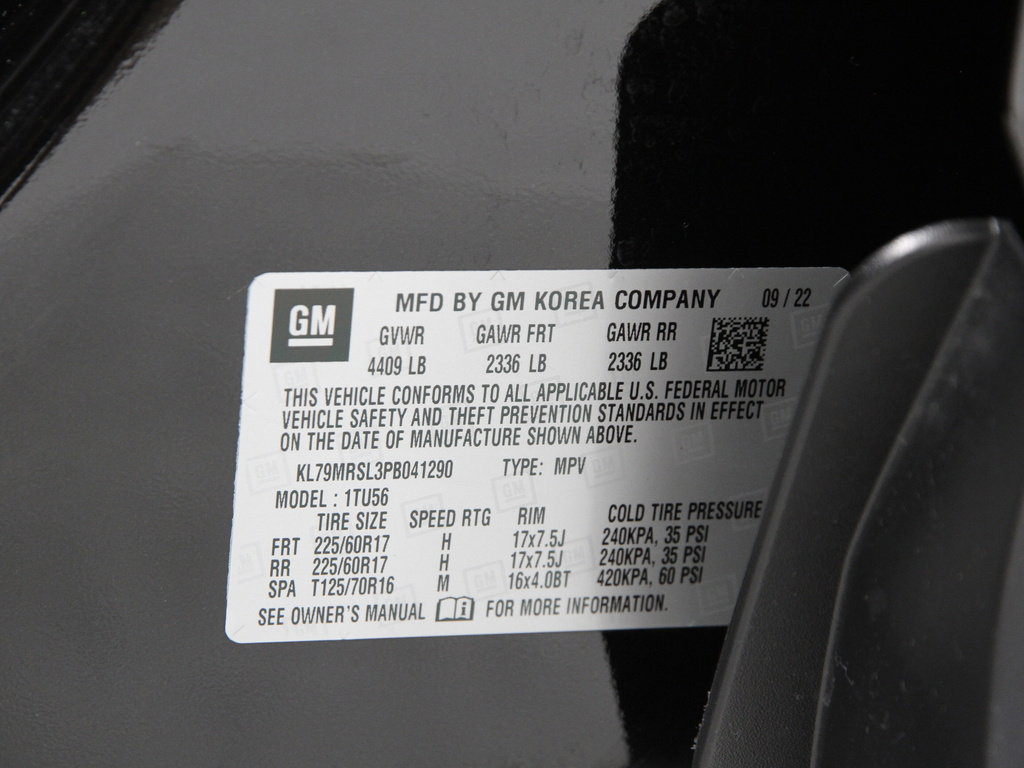 GM MFD BY GM KOREA COMPANY 09 / 22
GVWR GAWR FRT GAWR RR
4409 LB 2336 LB 2336 LB
THIS VEHICLE CONFORMS TO ALL APPLICABLE U.S. FEDERAL MOTOR
VEHICLE SAFETY AND THEFT PREVENTION STANDARDS IN EFFECT
ON THE DATE OF MANUFACTURE SHOWN ABOVE.
KL79MRSL3PB041290 TYPE: MPV
MODEL : 1TU56
TIRE SIZE SPEED RTG RIM COLD TIRE PRESSURE
FRT 225/60R17 H 17x7.5J 240KPA, 35 PSI
RR 225/60R17 H 17x7.5J 240KPA, 35 PSI
SPA T125/70R16 M 16x4.0BT 420KPA, 60 PSI
SEE OWNER'S MANUAL FOR MORE INFORMATION.